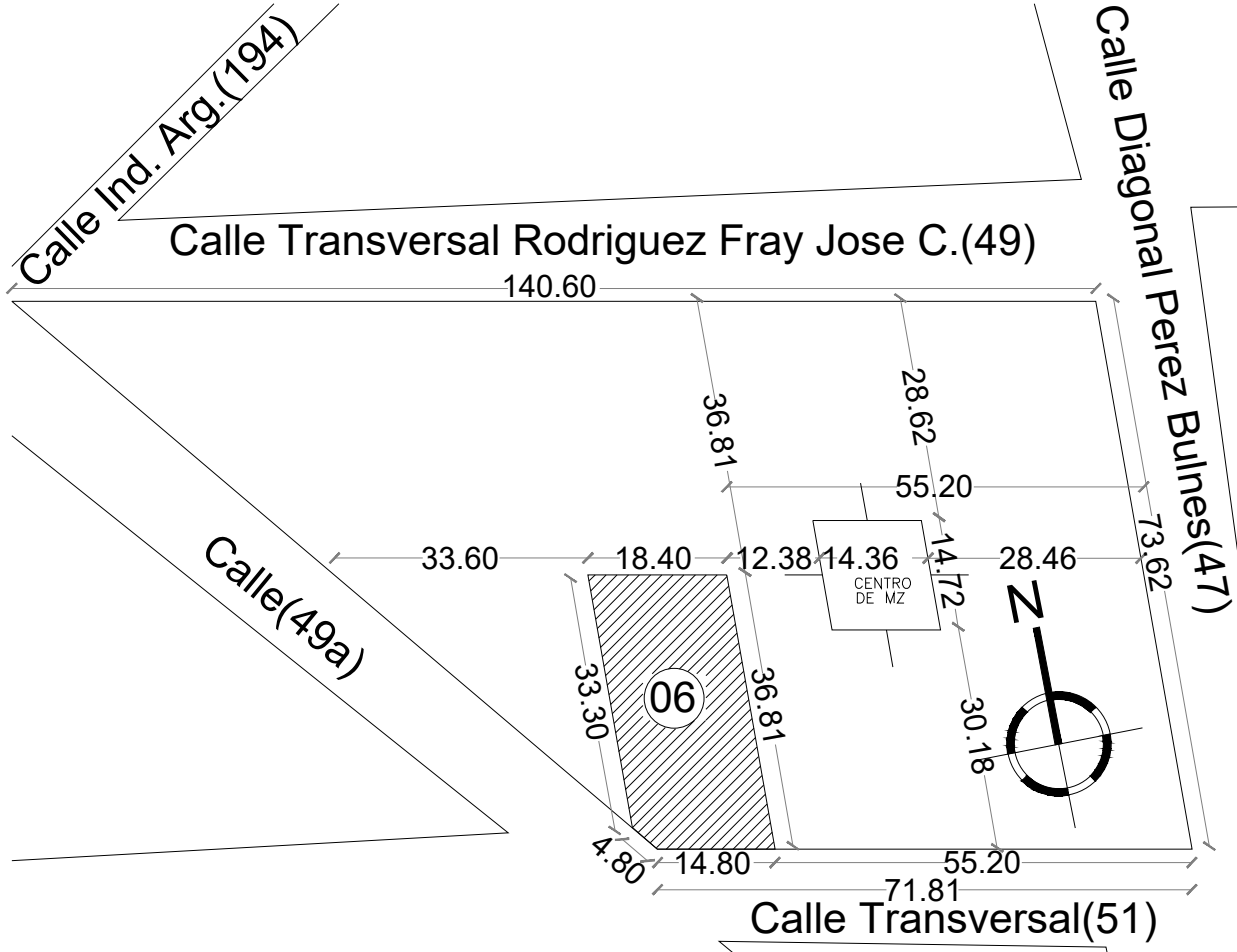 Calle Ind. Arg.(194)
Calle Diagonal Perez Bulnes(47)
Calle Transversal Rodriguez Fray Jose C.(49)
140.60
28.62
36.81
55.20
73.62
33.60
18.40
12.38
14.36
14.72
28.46
CENTRO
DE MZ
N
Calle(49a)
33.30
06
36.81
30.18
4.80
14.80
55.20
71.81
Calle Transversal(51)